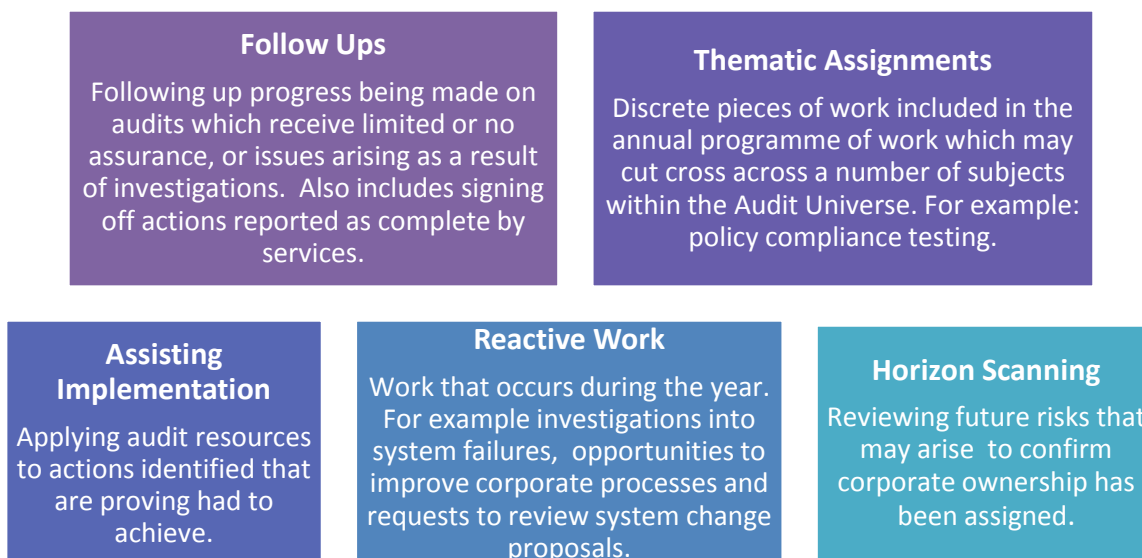 Follow Ups
Following up progress being made on
audits which receive limited or no
assurance, or issues arising as a result
of investigations.  Also includes signing
off actions reported as complete by
services.
Thematic Assignments
Discrete pieces of work included in the
annual programme of work which may
cut cross across a number of subjects
within the Audit Universe. For example:
policy compliance testing.
Assisting
Implementation
Applying audit resources
to actions identified that
are proving had to
achieve.
Reactive Work
Work that occurs during the year.
For example investigations into
system failures,  opportunities to
improve corporate processes and
requests to review system change
proposals.
Horizon Scanning
Reviewing future risks that
may arise  to confirm
corporate ownership has
been assigned.